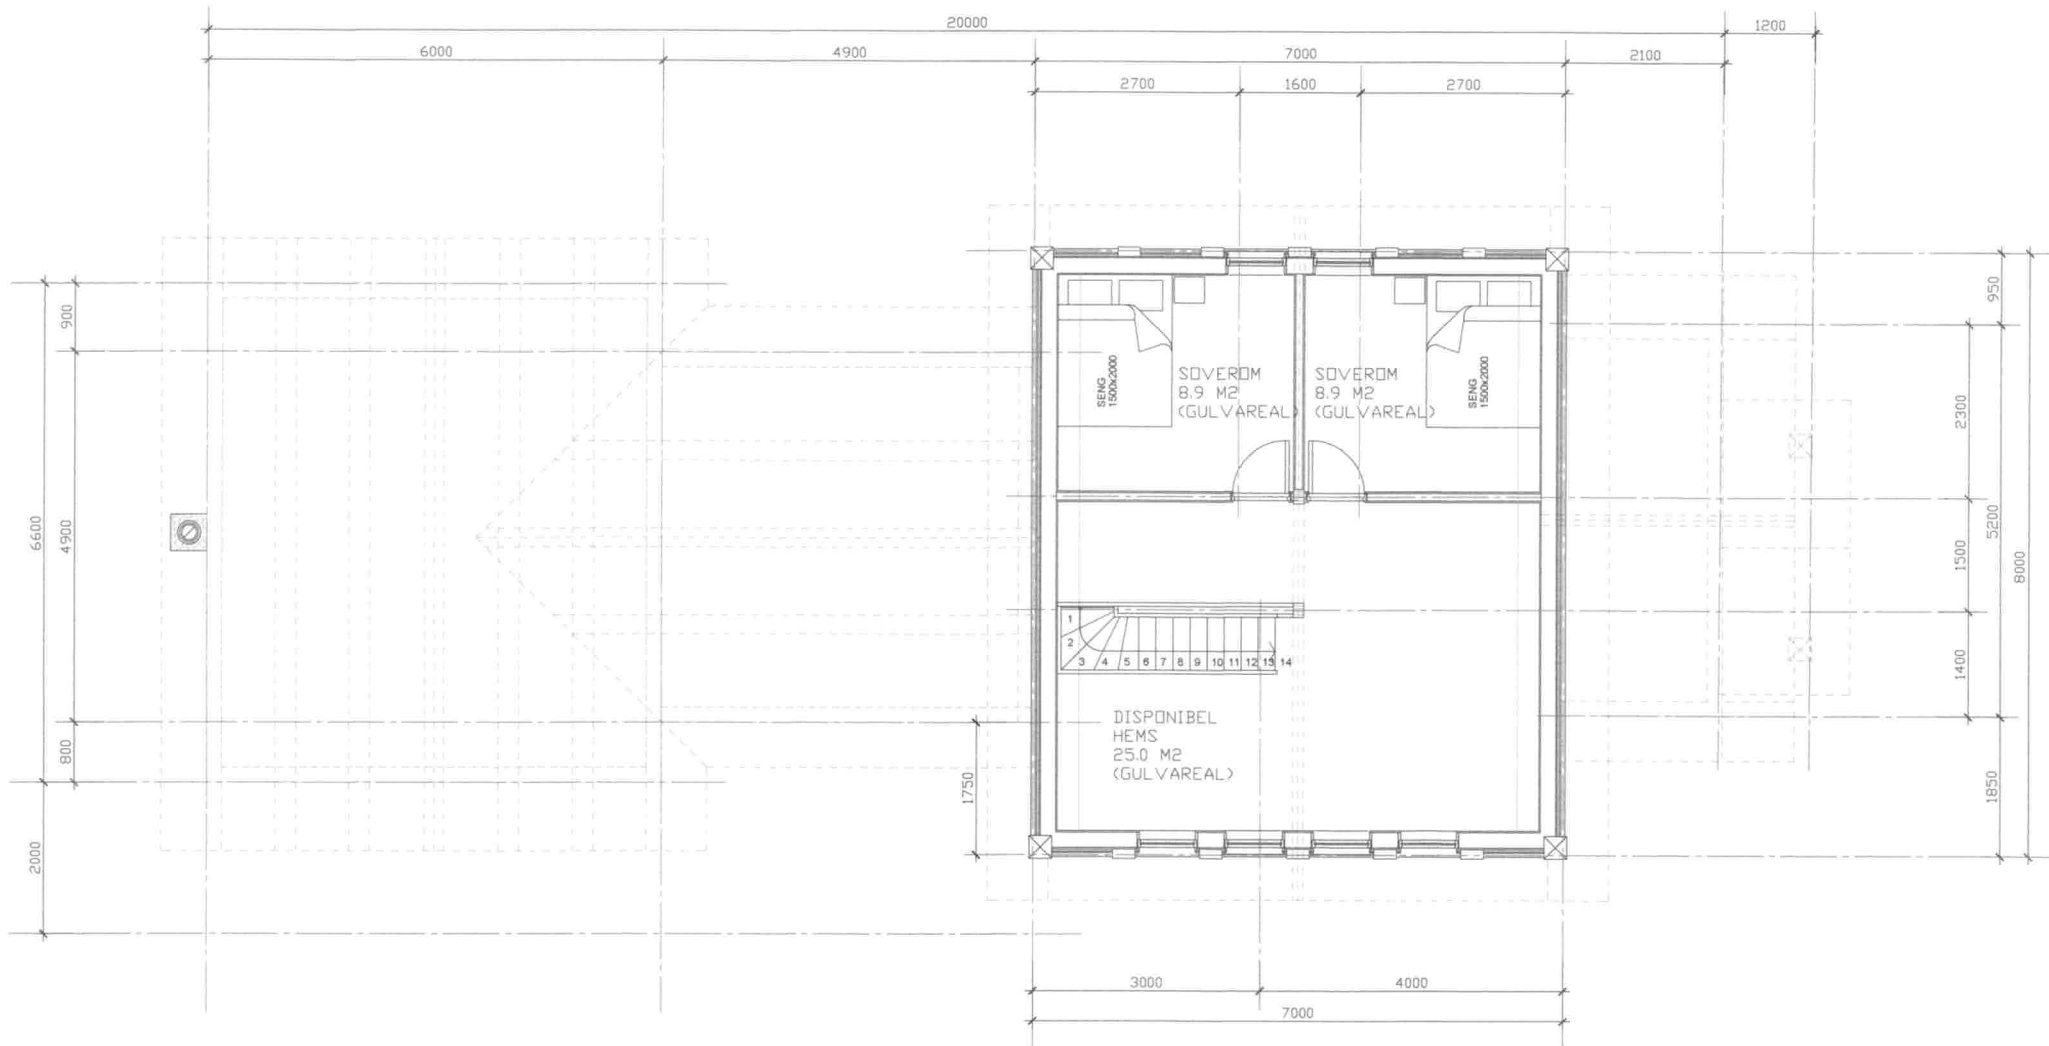 20000
1200
6000
4900
7000
2100
2700
1600
2700
900
6600
4900
800
2000
1750
950
2300
5200
1500
8000
1400
1850
SENG
1500x2000
SOVEROM
8.9 M2
(GULVAREAL)
SOVEROM
8.9 M2
(GULVAREAL)
SENG
1500x2000
1
2
3 4 5 6 7 8 9 10 11 12 13 14
DISPONIBEL
HEMS
25.0 M2
(GULVAREAL)
3000
4000
7000